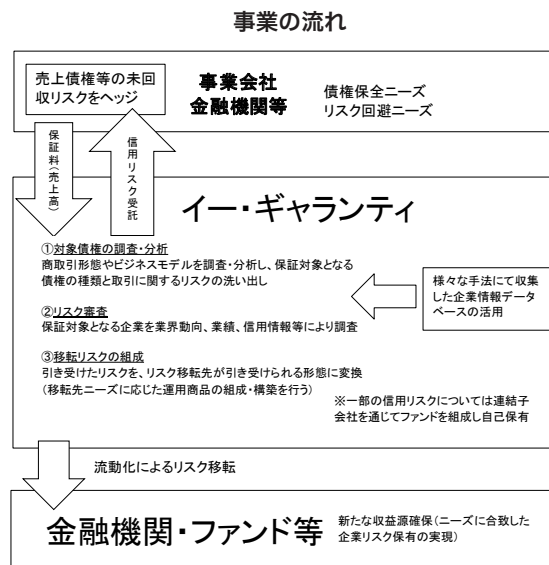 事業の流れ
売上債権等の未回
収リスクをヘッジ
事業会社
金融機関等
債権保全ニーズ
リスク回避ニーズ
保証料(売上高)
信用リスク受託
イー・ギャランティ
①対象債権の調査・分析
商取引形態やビジネスモデルを調査・分析し、保証対象となる
債権の種類と取引に関するリスクの洗い出し
②リスク審査
保証対象となる企業を業界動向、業績、信用情報等により調査
③移転リスクの組成
引き受けたリスクを、リスク移転先が引き受けられる形態に変換
(移転先ニーズに応じた運用商品の組成・構築を行う)
様々な手法にて収集
した企業情報データ
ベースの活用
※一部の信用リスクについては連結子
会社を通じてファンドを組成し自己保有
流動化によるリスク移転
金融機関・ファンド等
新たな収益源確保(ニーズに合致した
企業リスク保有の実現)